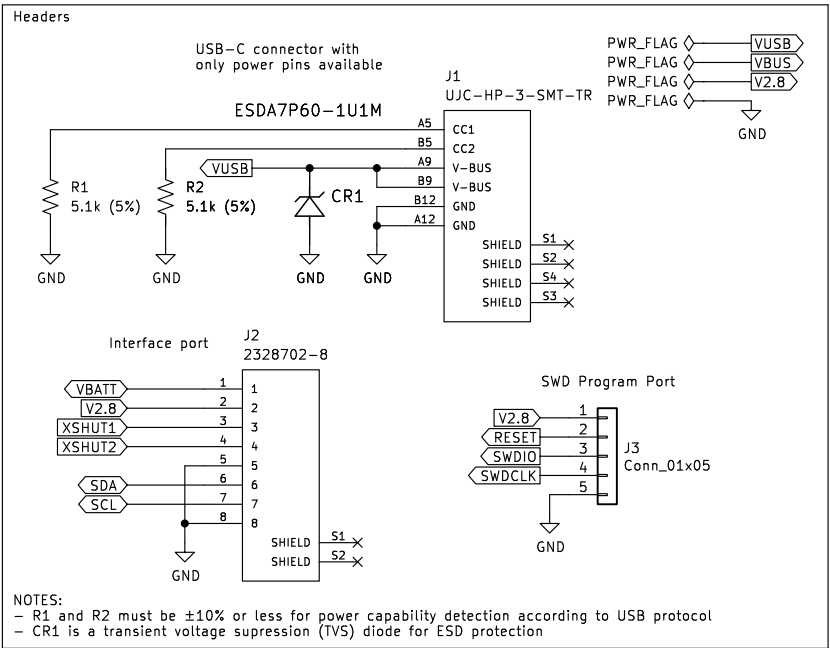 Headers
USB-C connector with
only power pins available
PWR_FLAG VUSB
PWR_FLAG VBUS
PWR_FLAG V2.8
PWR_FLAG
GND
J1
UJC-HP-3-SMT-TR
ESDA7P60-1U1M
A5 CC1
B5 CC2
VUSB A9 V-BUS
B9 V-BUS
B12 GND
A12 GND
R1
5.1k (5%)
R2
5.1k (5%)
CR1
SHIELD S1
SHIELD S2
SHIELD S4
SHIELD S3
GND GND GND GND
Interface port
J2
2328702-8
VBATT 1 1
V2.8 2 2
XSHUT1 3 3
XSHUT2 4 4
5 5
SDA 6 6
SCL 7 7
8 8
SHIELD S1
SHIELD S2
GND
SWD Program Port
V2.8 1
RESET 2
SWDIO 3
SWDCLK 4
5
J3
Conn_01x05
GND
NOTES:
- R1 and R2 must be ±10% or less for power capability detection according to USB protocol
- CR1 is a transient voltage supression (TVS) diode for ESD protection